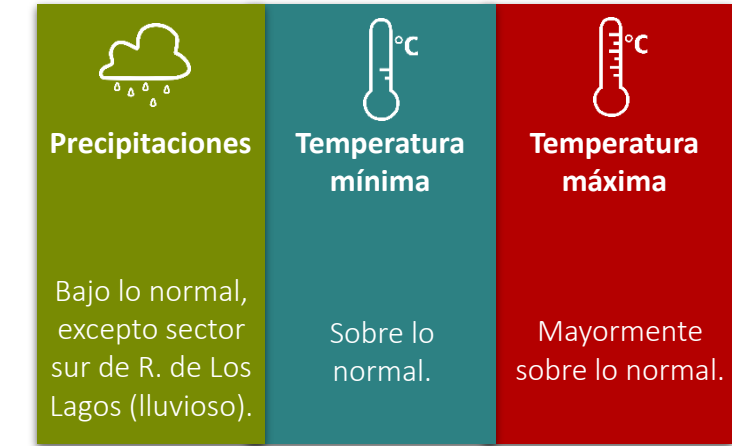 °C
°C
Precipitaciones
Temperatura
mínima
Temperatura
máxima
Bajo lo normal,
excepto sector
sur de R. de Los
Lagos (lluvioso).
Sobre lo
normal.
Mayormente
sobre lo normal.